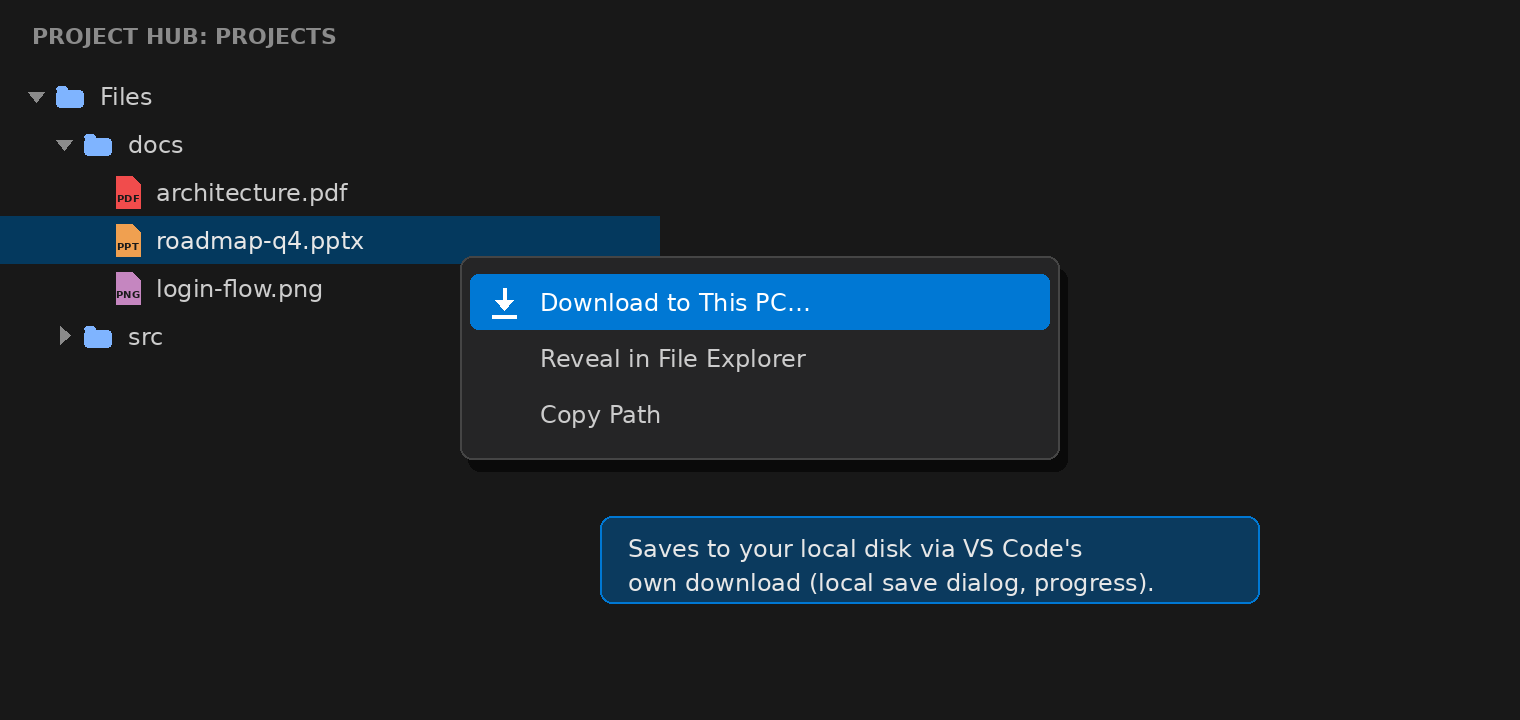 PROJECT HUB: PROJECTS
Files
docs
PDF architecture.pdf
PPT roadmap-q4.pptx
PNG login-flow.png
src
Download to This PC...
Reveal in File Explorer
Copy Path
Saves to your local disk via VS Code's
own download (local save dialog, progress).